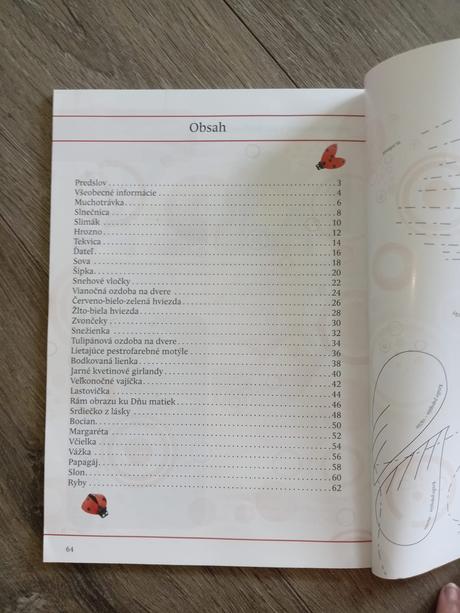 Obsah
Predslov 3
Všeobecné informácie 4
Muchotrávka 6
Slnečnica 8
Slimák 10
Hrozno 12
Tekvica 14
Ďateľ 16
Sova 18
Šípka 20
Snehové vločky 22
Vianočná ozdoba na dvere 24
Červeno-bielo-zelená hviezda 26
Žlto-biela hviezda 28
Zvončeky 30
Snežienka 32
Tulipánová ozdoba na dvere 34
Lietajúce pestrofarebné motýle 36
Bodkovaná lienka 38
Jarné kvetinové girlandy 40
Veľkonočné vajíčka 42
Lastovička 44
Rám obrazu ku Dňu matiek 46
Srdiečko z lásky 48
Bocian 50
Margaréta 52
Včielka 54
Vážka 56
Papagáj 58
Slon 60
Ryby 62
64